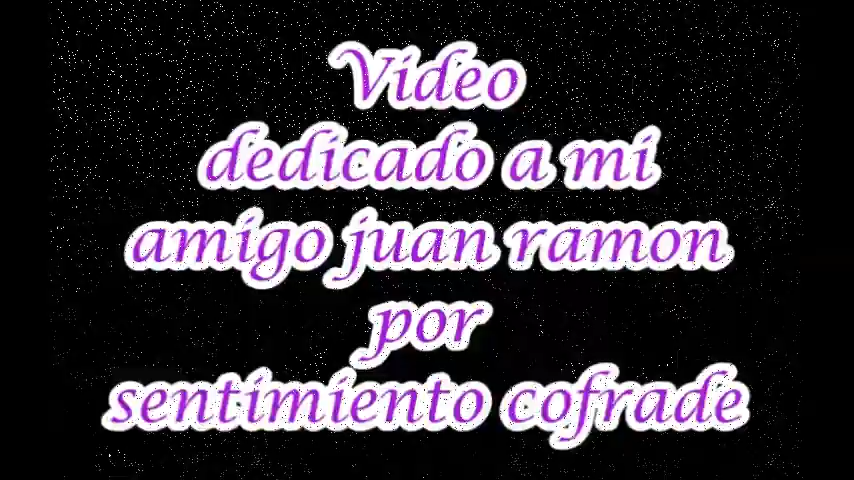 Video
dedicado a mi
amigo juan ramon
por
sentimiento cofrade